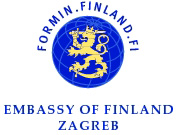 FORMIN.FINLAND.FI
EMBASSY OF FINLAND
ZAGREB